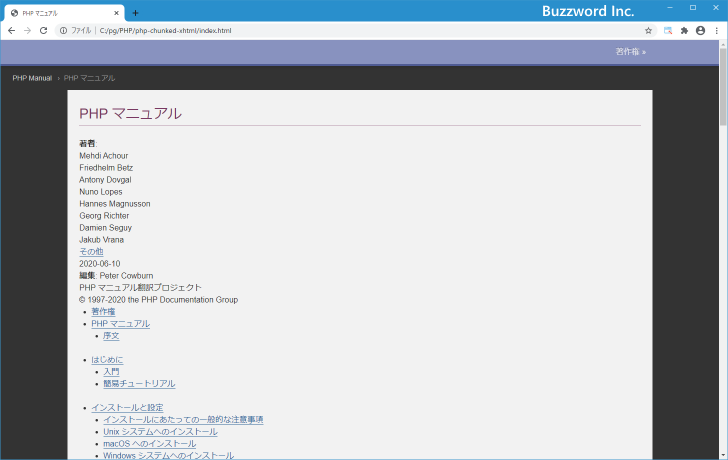 Buzzword Inc.
PHP マニュアル
ファイル | C:/pg/PHP/php-chunked-xhtml/index.html
著作権 »
PHP Manual › PHP マニュアル
PHP マニュアル
著者:
Mehdi Achour
Friedhelm Betz
Antony Dovgal
Nuno Lopes
Hannes Magnusson
Georg Richter
Damien Seguy
Jakub Vrana
その他
2020-06-10
編集: Peter Cowburn
PHP マニュアル翻訳プロジェクト
© 1997-2020 the PHP Documentation Group
• 著作権
• PHP マニュアル
• 序文
• はじめに
• 入門
• 簡易チュートリアル
• インストールと設定
• インストールにあたっての一般的な注意事項
• Unix システムへのインストール
• macOS へのインストール
• Windows システムへのインストール